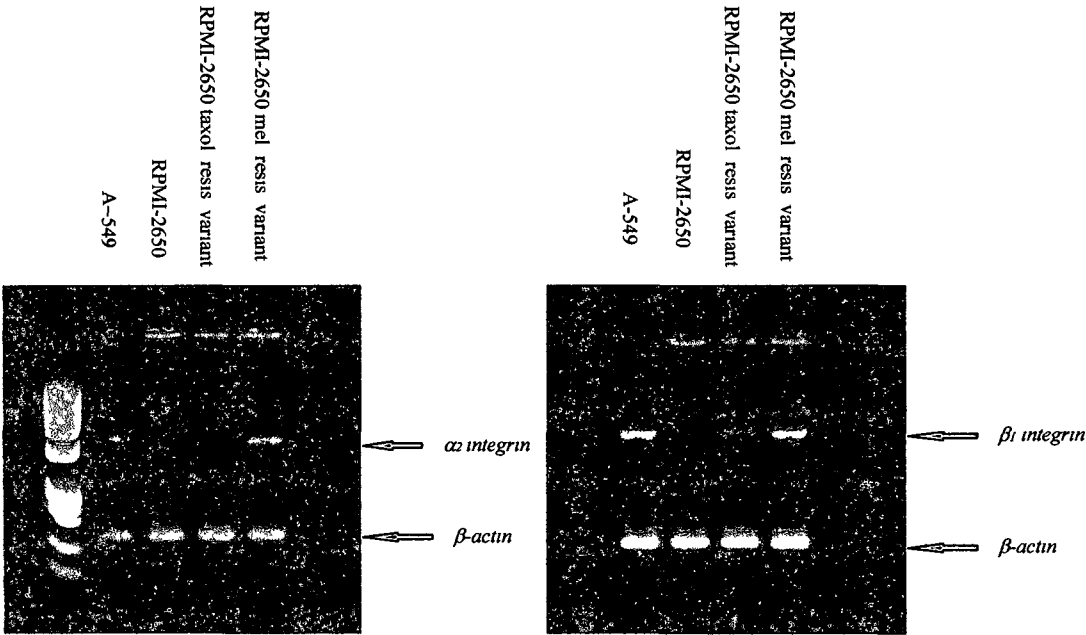 RPMI-2650 mel resis variant
RPMI-2650 taxol resis variant
RPMI-2650
A-549
α2 integrin
β-actin
RPMI-2650 mel resis variant
RPMI-2650 taxol resis variant
RPMI-2650
A-549
β1 integrin
β-actin